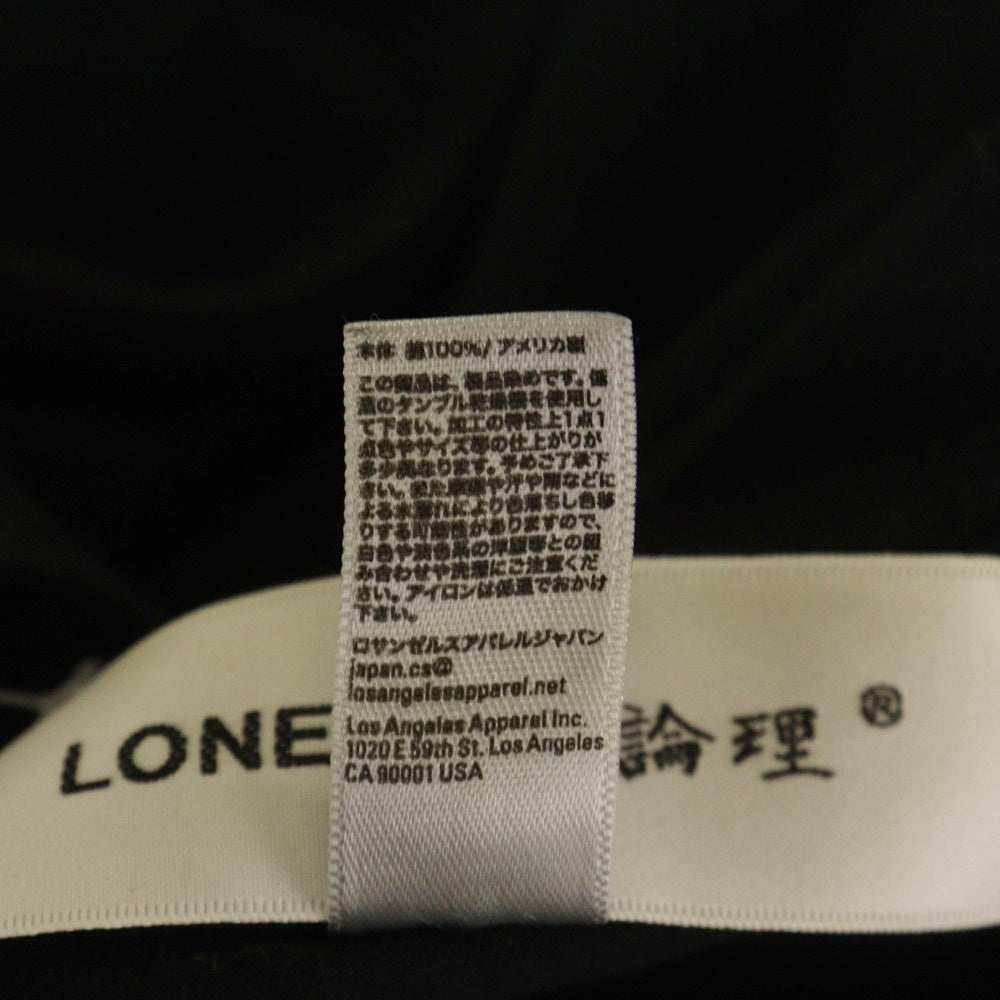 本体 綿100%/ アメリカ製
この商品は、製品染めです。低
温のタンブル乾燥機を使用し
て下さい。加工の特性上1点1
点色やサイズ等の仕上がりが
多少異なります。予めご了承下
さい。また摩擦や汗や雨などに
よる水濡れにより色落ちし色移
りする可能性がありますので、
白色や淡色系の洋服等との組
み合わせや洗濯にご注意くだ
さい。アイロンは低温でおかけ
下さい。
ロサンゼルスアパレルジャパン
japan.cs@
losangelesapparel.net
Los Angeles Apparel Inc.
1020 E 59th St. Los Angeles
CA 90001 USA
LONE 論理 ®